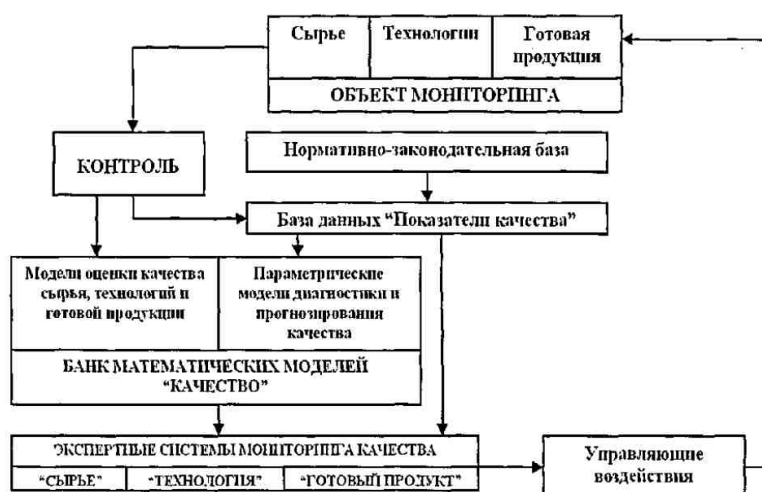 Сырье
Технологии
Готовая
продукция
ОБЪЕКТ МОНИТОРИНГА
КОНТРОЛЬ
Нормативно-законодательная база
База данных “Показатели качества”
Модели оценки качества
сырья, технологий и
готовой продукции
Параметрические
модели диагностики и
прогнозирования
качества
БАНК МАТЕМАТИЧЕСКИХ МОДЕЛЕЙ
“КАЧЕСТВО”
ЭКСПЕРТНЫЕ СИСТЕМЫ МОНИТОРИНГА КАЧЕСТВА
“СЫРЬЕ”
“ТЕХНОЛОГИЯ”
“ГОТОВЫЙ ПРОДУКТ”
Управляющие
воздействия